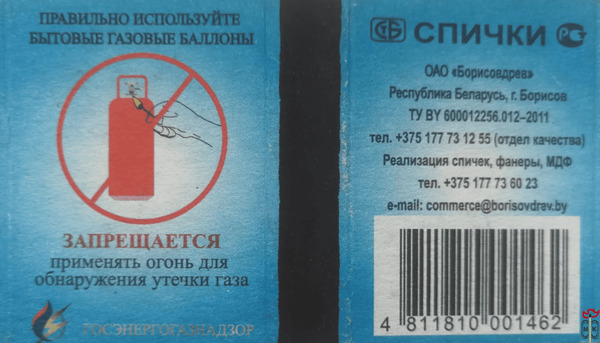 ПРАВИЛЬНО ИСПОЛЬЗУЙТЕ
БЫТОВЫЕ ГАЗОВЫЕ БАЛЛОНЫ
ЗАПРЕЩАЕТСЯ
применять огонь для
обнаружения утечки газа
ГОСЭНЕРГОГАЗНАДЗОР
СТБ СПИЧКИ РСТ
ОАО «Борисовдрев»
Республика Беларусь, г. Борисов
ТУ BY 600012256.012–2011
тел. +375 177 73 12 55 (отдел качества)
Реализация спичек, фанеры, МДФ
тел. +375 177 73 60 23
e-mail: commerce@borisovdrev.by
4 811810 001462